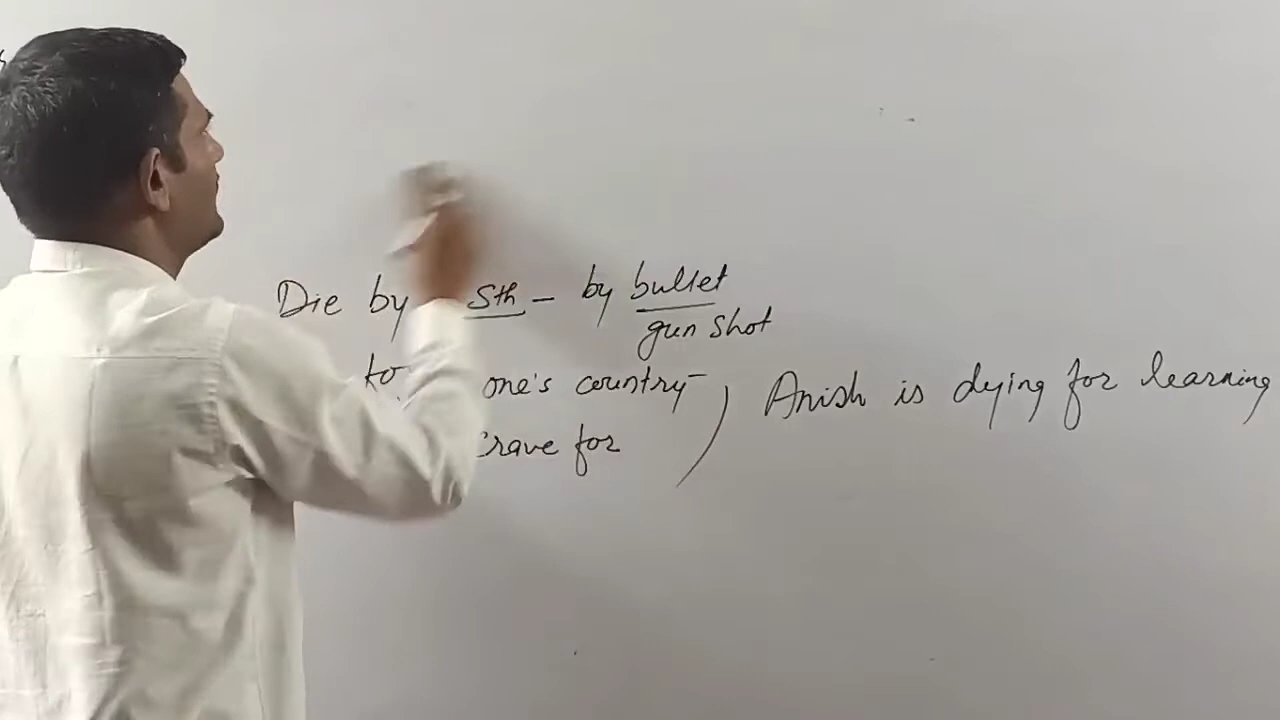 Die by Sth - by bullet
gun shot
to one's country -
Crave for
Anish is dying for learning